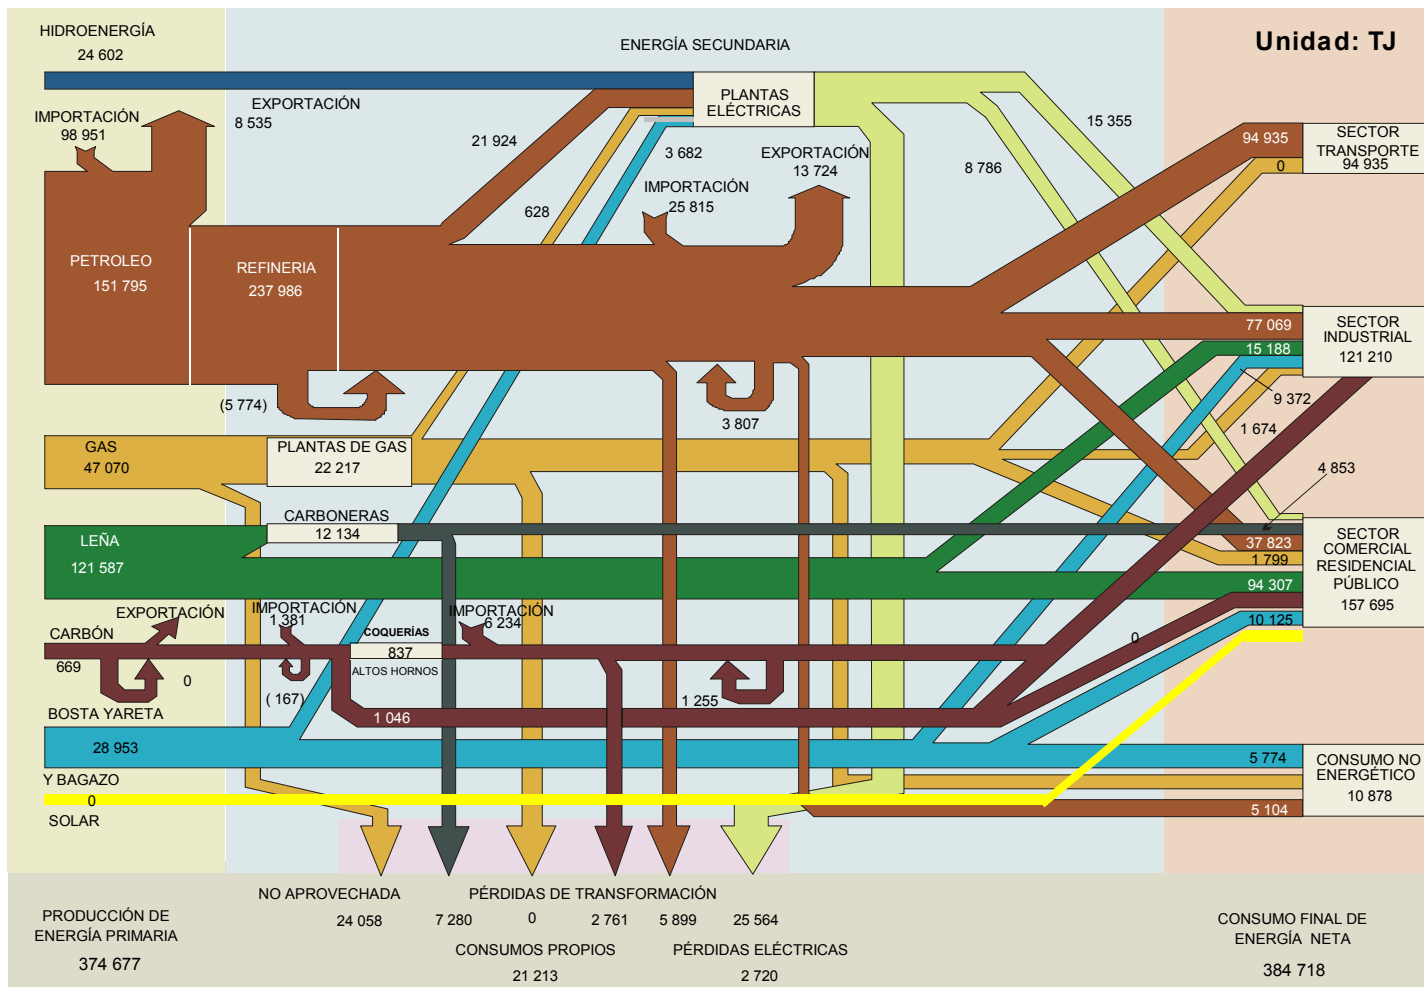 HIDROENERGÍA
24 602
ENERGÍA SECUNDARIA
Unidad: TJ
IMPORTACIÓN
98 951
EXPORTACIÓN
8 535
PLANTAS
ELÉCTRICAS
21 924
3 682
628
EXPORTACIÓN
13 724
IMPORTACIÓN
25 815
15 355
8 786
94 935
0
SECTOR
TRANSPORTE
94 935
PETROLEO
151 795
REFINERIA
237 986
(5 774)
3 807
77 069
15 188
9 372
1 674
SECTOR
INDUSTRIAL
121 210
GAS
47 070
PLANTAS DE GAS
22 217
4 853
CARBONERAS
12 134
LEÑA
121 587
37 823
1 799
94 307
10 125
SECTOR
COMERCIAL
RESIDENCIAL
PÚBLICO
157 695
EXPORTACIÓN
CARBÓN
669
0
IMPORTACIÓN
1 381
( 167)
COQUERÍAS
837
ALTOS HORNOS
IMPORTACIÓN
6 234
1 255
0
1 046
BOSTA YARETA
28 953
Y BAGAZO
0
SOLAR
5 774
5 104
CONSUMO NO
ENERGÉTICO
10 878
NO APROVECHADA
24 058
PÉRDIDAS DE TRANSFORMACIÓN
7 280
0
2 761
5 899
25 564
CONSUMOS PROPIOS
21 213
PÉRDIDAS ELÉCTRICAS
2 720
PRODUCCIÓN DE
ENERGÍA PRIMARIA
374 677
CONSUMO FINAL DE
ENERGÍA NETA
384 718